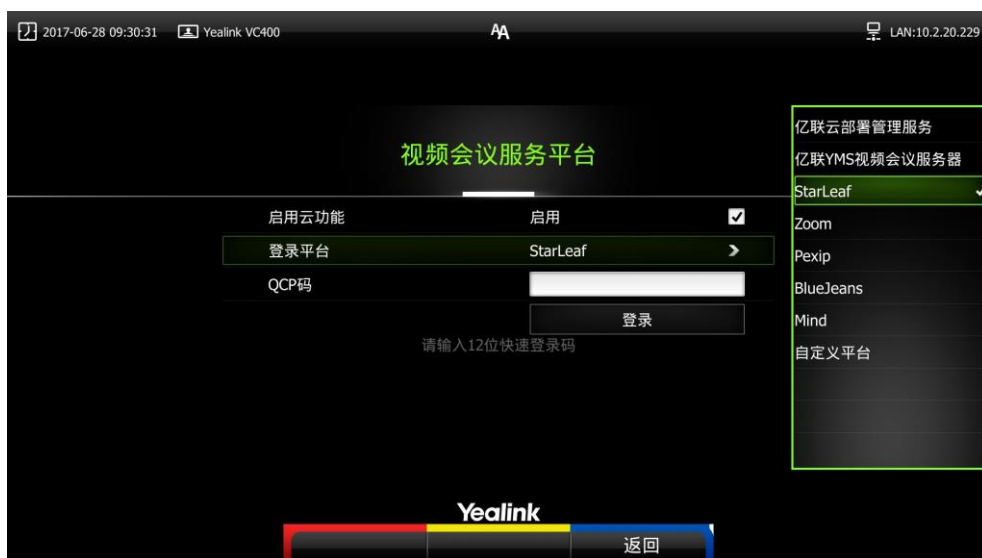 2017-06-28 09:30:31 Yealink VC400 AA LAN:10.2.20.229
视频会议服务平台
启用云功能 启用
登录平台 StarLeaf
QCP码
登录
请输入12位快速登录码
亿联云部署管理服务
亿联YMS视频会议服务器
StarLeaf
Zoom
Pexip
BlueJeans
Mind
自定义平台
Yealink
返回